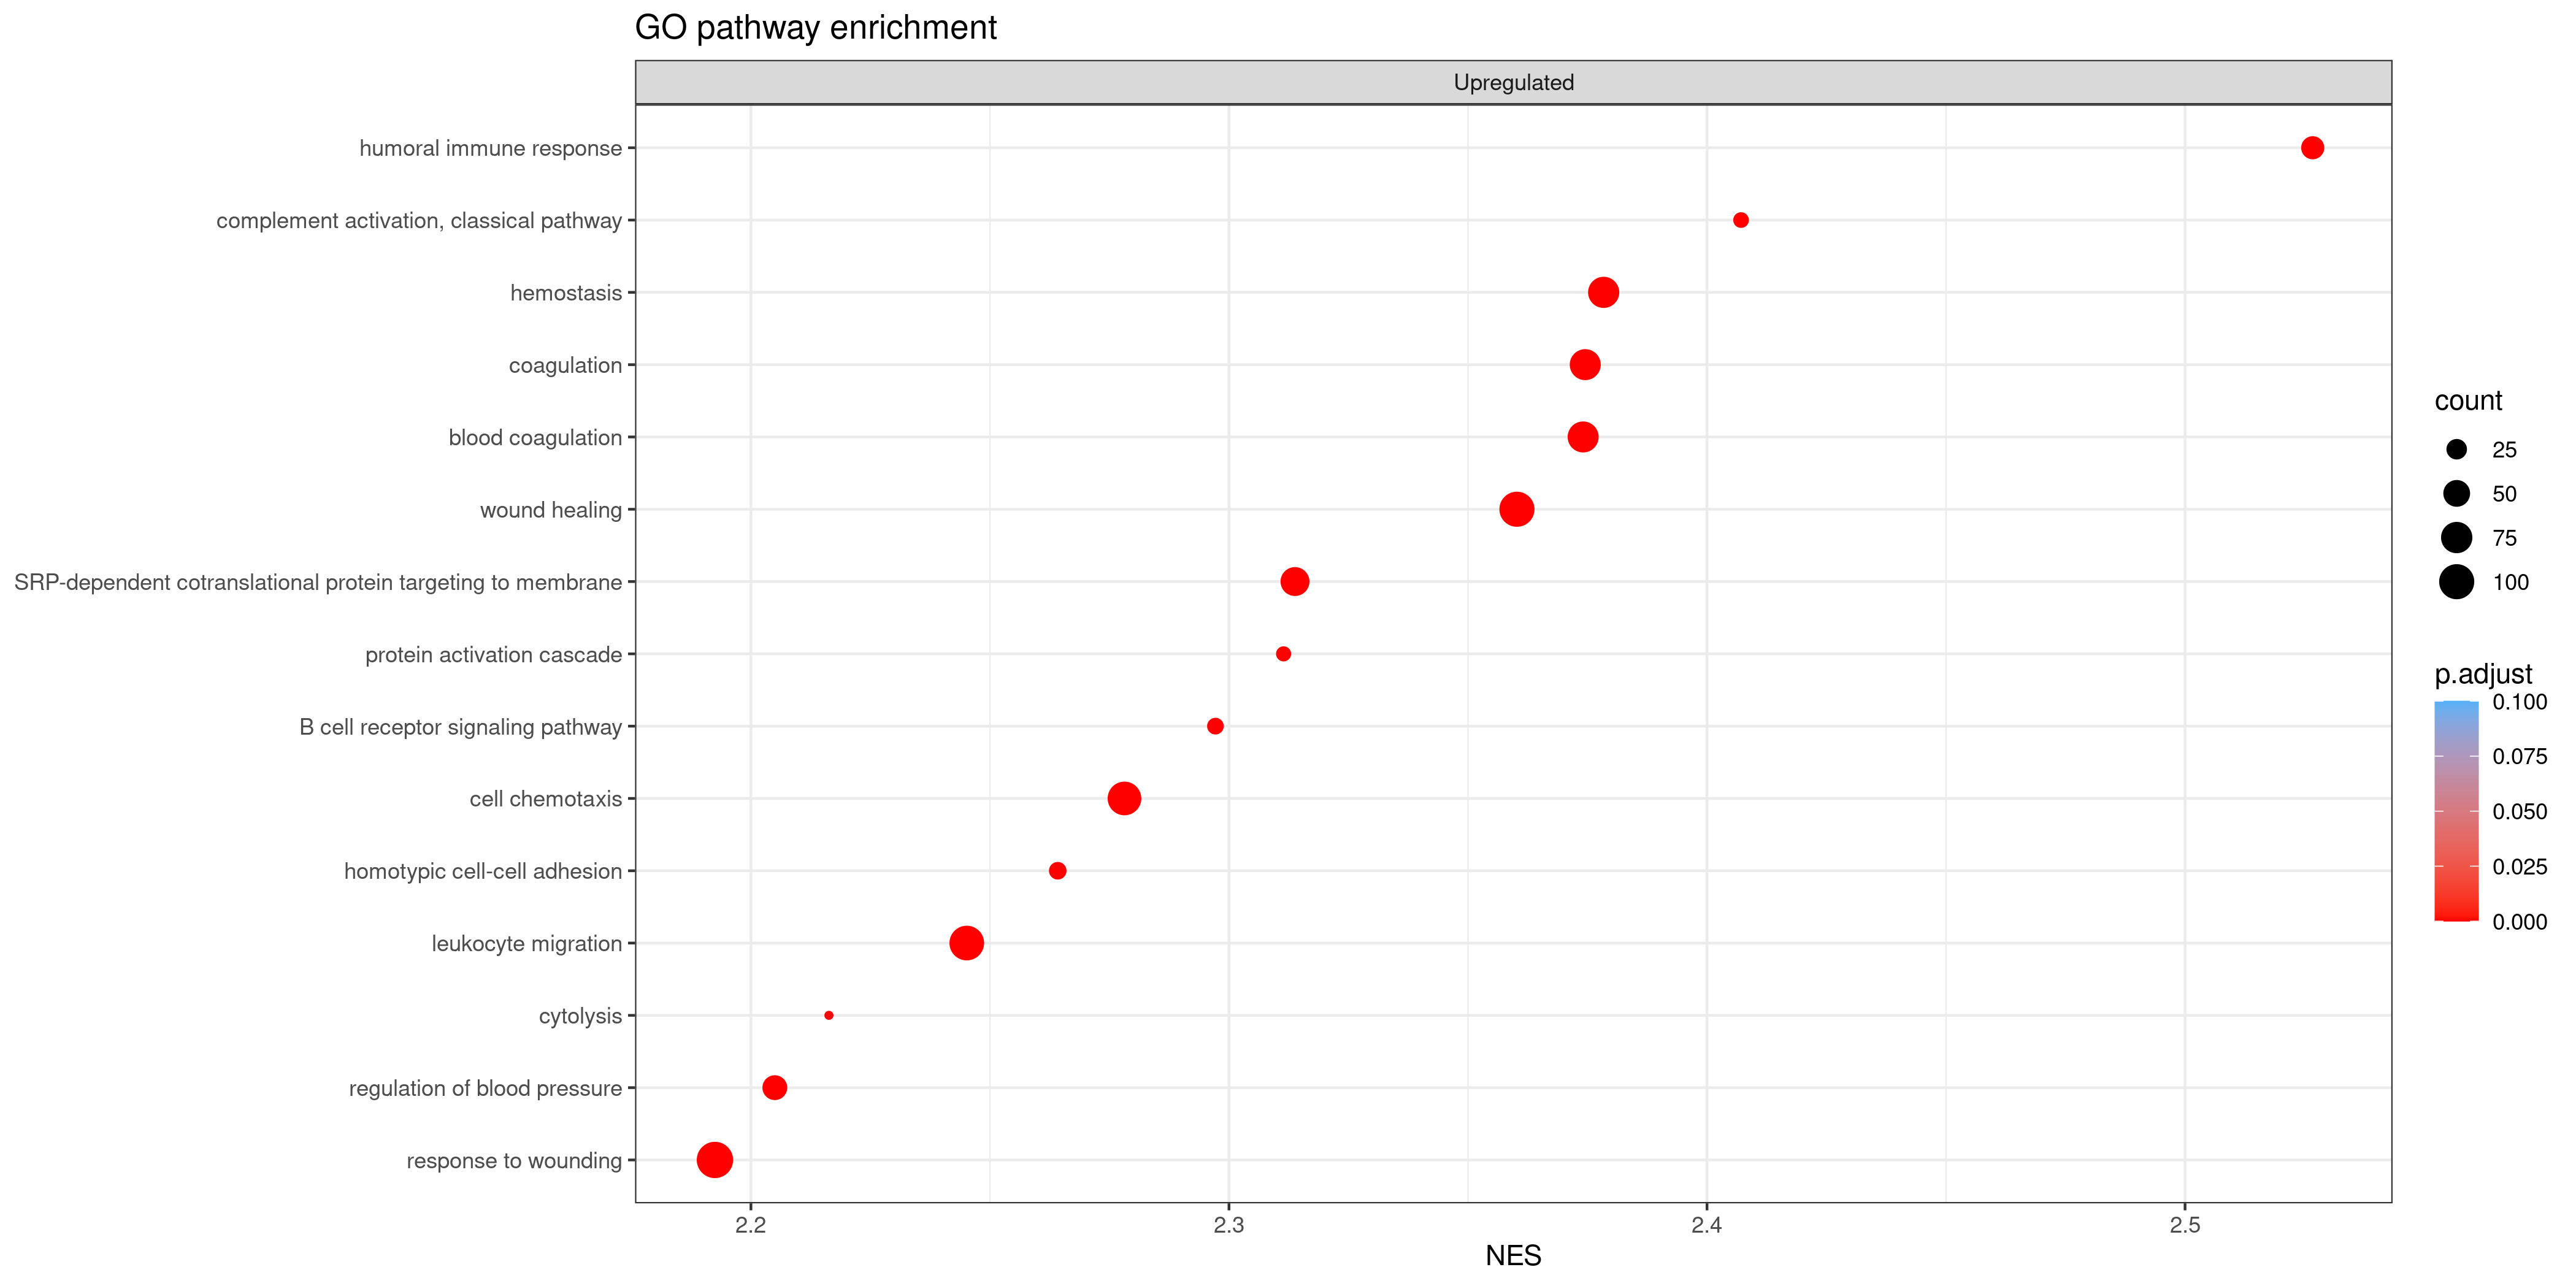 GO pathway enrichment
Upregulated
humoral immune response
complement activation, classical pathway
hemostasis
coagulation
blood coagulation
wound healing
SRP-dependent cotranslational protein targeting to membrane
protein activation cascade
B cell receptor signaling pathway
cell chemotaxis
homotypic cell-cell adhesion
leukocyte migration
cytolysis
regulation of blood pressure
response to wounding
2.2 2.3 2.4 2.5
NES
count
25
50
75
100
p.adjust
0.100
0.075
0.050
0.025
0.000